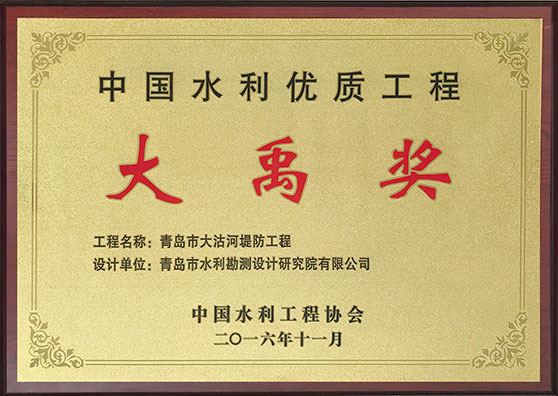 中国水利优质工程
大禹奖
工程名称：青岛市大沽河堤防工程
设计单位：青岛市水利勘测设计研究院有限公司
中国水利工程协会
二〇一六年十一月